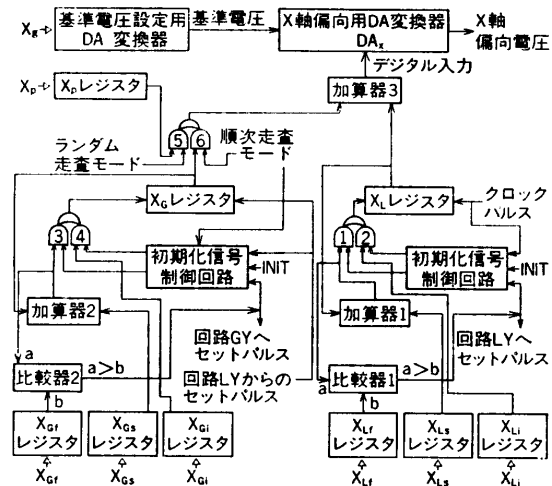 Xg
基準電圧設定用
DA 変換器
基準電圧
X軸偏向用DA変換器
DAx
X軸
偏向電圧
デジタル入力
Xp
Xpレジスタ
加算器3
5
6
ランダム
走査モード
順次走査
モード
XGレジスタ
XLレジスタ
クロック
パルス
3
4
初期化信号
制御回路
INIT
1
2
初期化信号
制御回路
INIT
加算器2
加算器1
回路GYへ
セットパルス
回路LYからの
セットパルス
回路LYへ
セットパルス
a
比較器2
a>b
b
a
比較器1
a>b
b
XGf
レジスタ
XGs
レジスタ
XGi
レジスタ
XLf
レジスタ
XLs
レジスタ
XLi
レジスタ
XGf
XGs
XGi
XLf
XLs
XLi